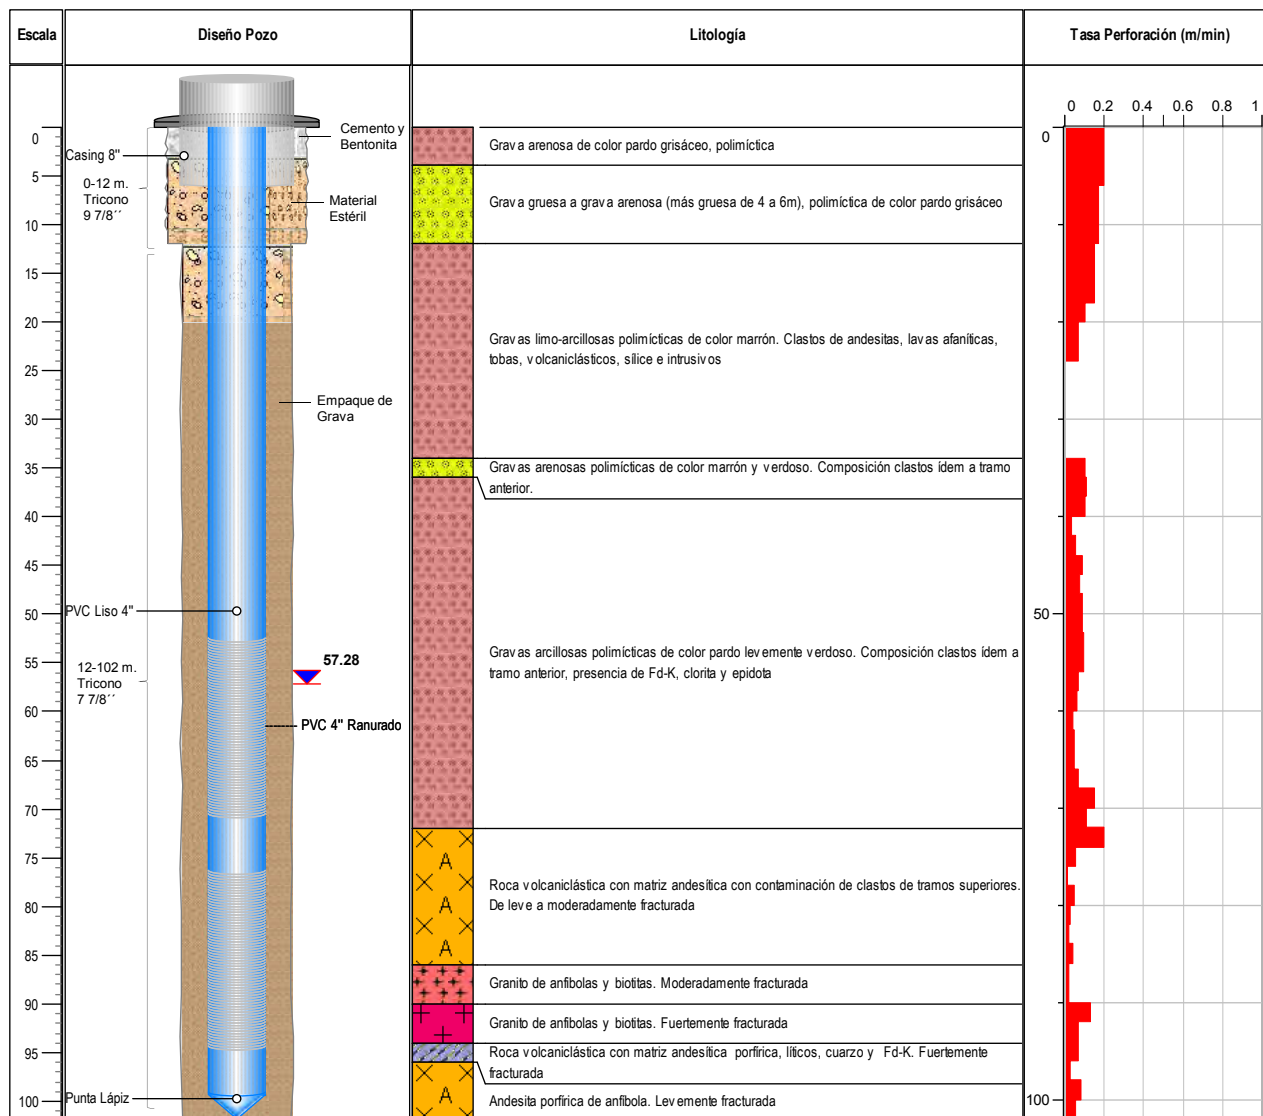 Escala
Diseño Pozo
Litología
Tasa Perforación (m/min)
0 0.2 0.4 0.6 0.8 1
0
5
10
15
20
25
30
35
40
45
50
55
60
65
70
75
80
85
90
95
100
Cemento y
Bentonita
Casing 8"
0-12 m.
Tricono
9 7/8´´
Material
Estéril
Empaque de
Grava
PVC Liso 4"
57.28
12-102 m.
Tricono
7 7/8´´
PVC 4" Ranurado
Punta Lápiz
Grava arenosa de color pardo grisáceo, polimíctica
Grava gruesa a grava arenosa (más gruesa de 4 a 6m), polimíctica de color pardo grisáceo
Gravas limo-arcillosas polimícticas de color marrón. Clastos de andesitas, lavas afaníticas,
tobas, volcaniclásticos, sílice e intrusivos
Gravas arenosas polimícticas de color marrón y verdoso. Composición clastos ídem a tramo
anterior.
Gravas arcillosas polimícticas de color pardo levemente verdoso. Composición clastos ídem a
tramo anterior, presencia de Fd-K, clorita y epidota
A
A
A
Roca volcaniclástica con matriz andesítica con contaminación de clastos de tramos superiores.
De leve a moderadamente fracturada
Granito de anfíbolas y biotitas. Moderadamente fracturada
Granito de anfíbolas y biotitas. Fuertemente fracturada
Roca volcaniclástica con matriz andesítica porfírica, líticos, cuarzo y Fd-K. Fuertemente
fracturada
A
Andesita porfírica de anfíbola. Levemente fracturada
0
50
100